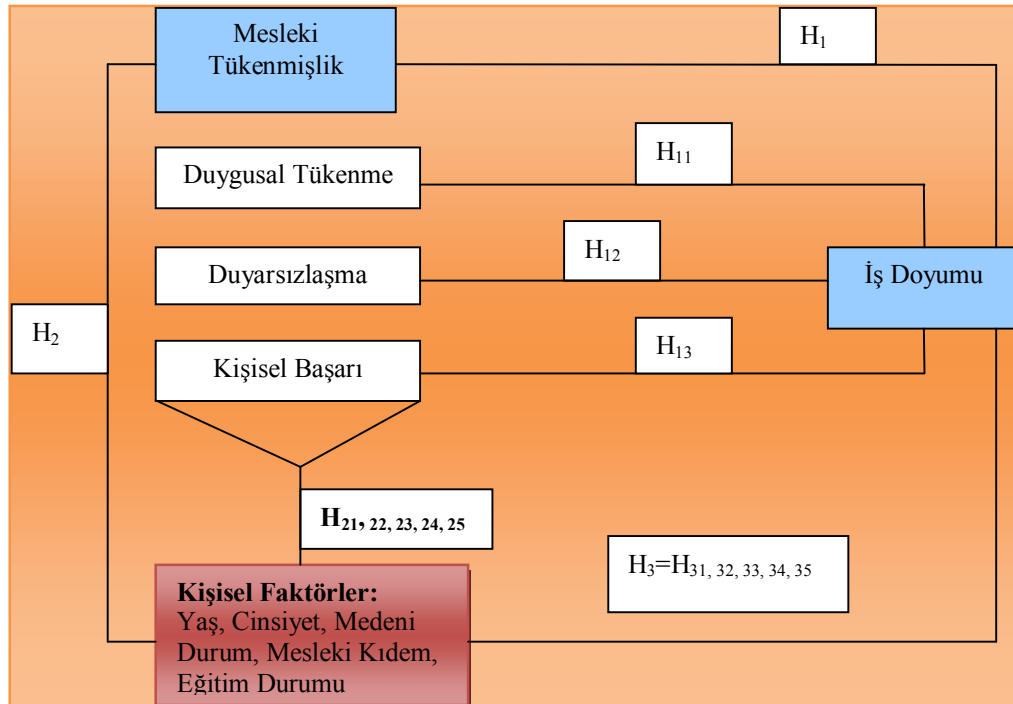 Mesleki
Tükenmişlik
H1
Duygusal Tükenme
H11
Duyarsızlaşma
H12
İş Doyumu
H2
Kişisel Başarı
H13
H21, 22, 23, 24, 25
H3=H31, 32, 33, 34, 35
Kişisel Faktörler:
Yaş, Cinsiyet, Medeni
Durum, Mesleki Kıdem,
Eğitim Durumu